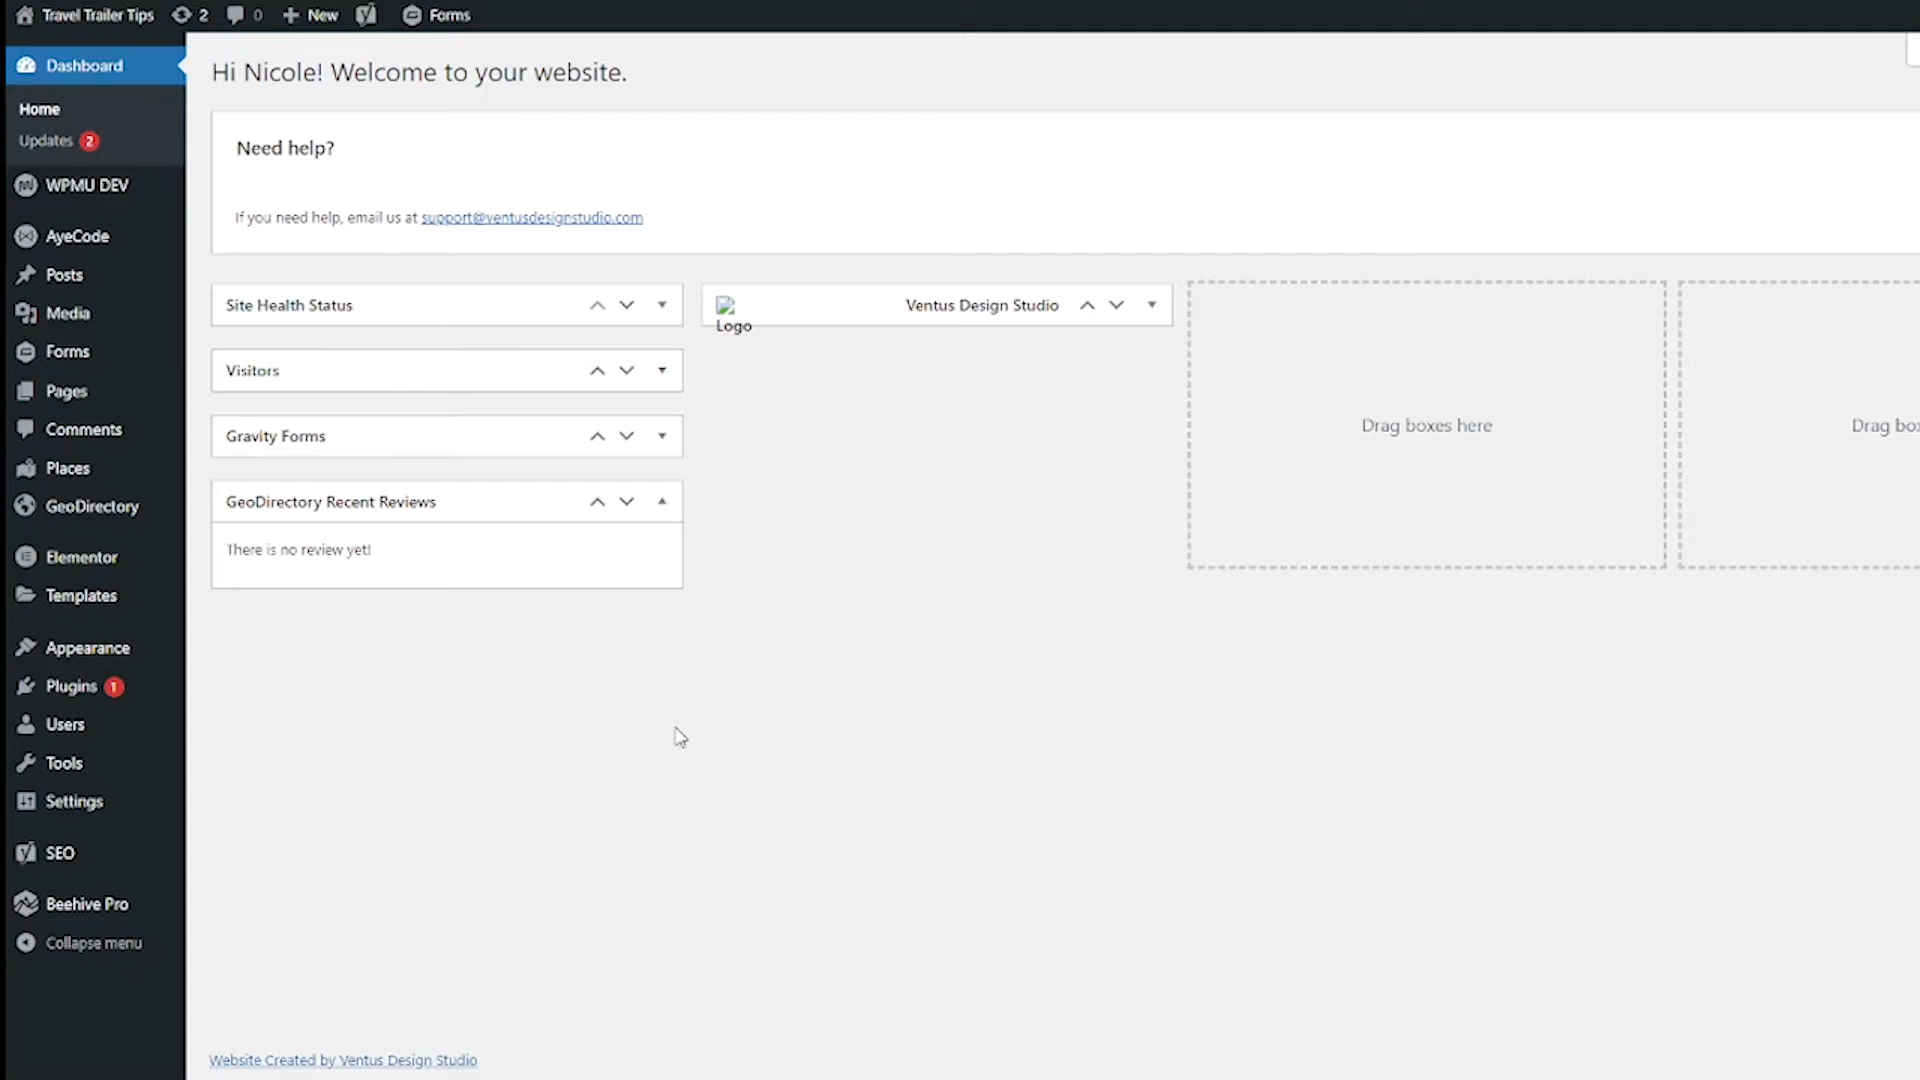 Travel Trailer Tips 2 0 New Forms
Dashboard
Home
Updates 2
WPMU DEV
AyeCode
Posts
Media
Forms
Pages
Comments
Places
GeoDirectory
Elementor
Templates
Appearance
Plugins 1
Users
Tools
Settings
SEO
Beehive Pro
Collapse menu
Hi Nicole! Welcome to your website.
Need help?
If you need help, email us at support@ventusdesignstudio.com
Site Health Status
Visitors
Gravity Forms
GeoDirectory Recent Reviews
There is no review yet!
Logo
Ventus Design Studio
Drag boxes here
Drag box
Website Created by Ventus Design Studio